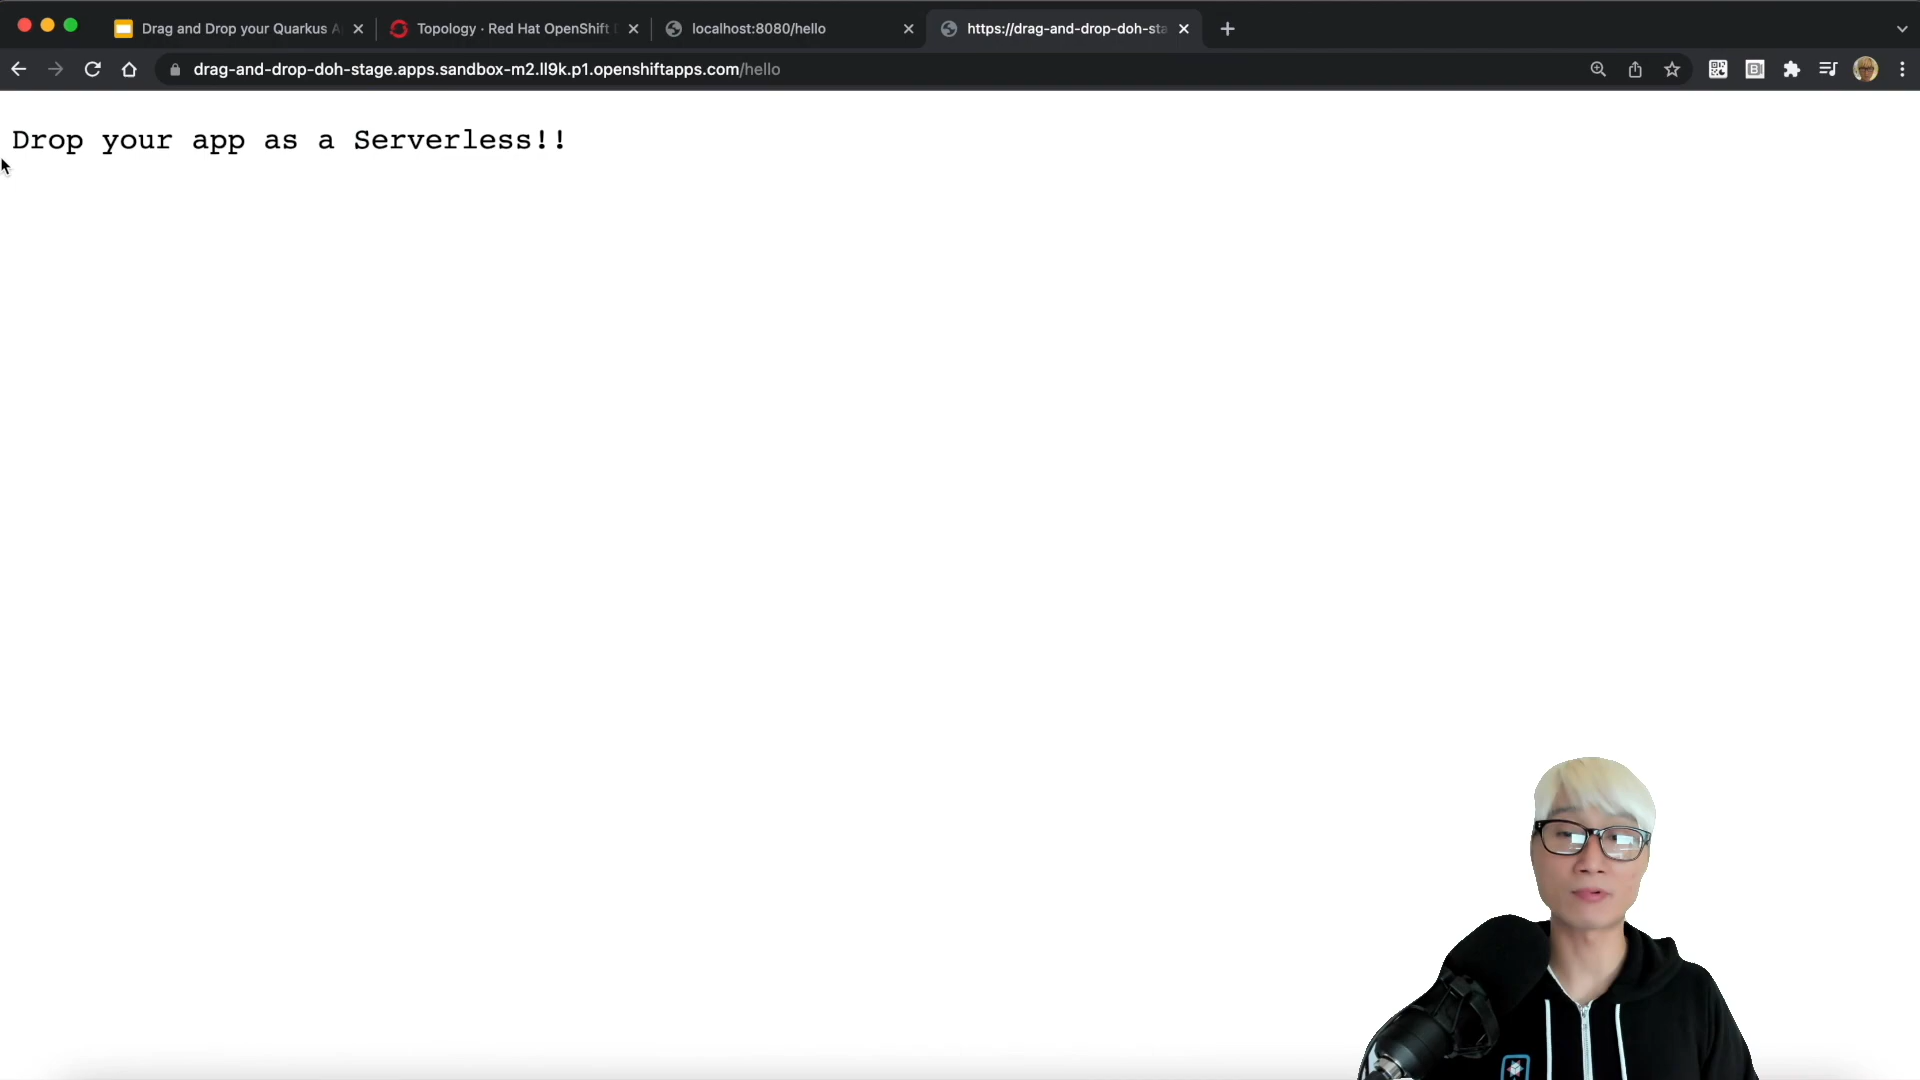 Drag and Drop your Quarkus A
Topology · Red Hat OpenShift
localhost:8080/hello
https://drag-and-drop-doh-sta
drag-and-drop-doh-stage.apps.sandbox-m2.ll9k.p1.openshiftapps.com/hello
Drop your app as a Serverless!!